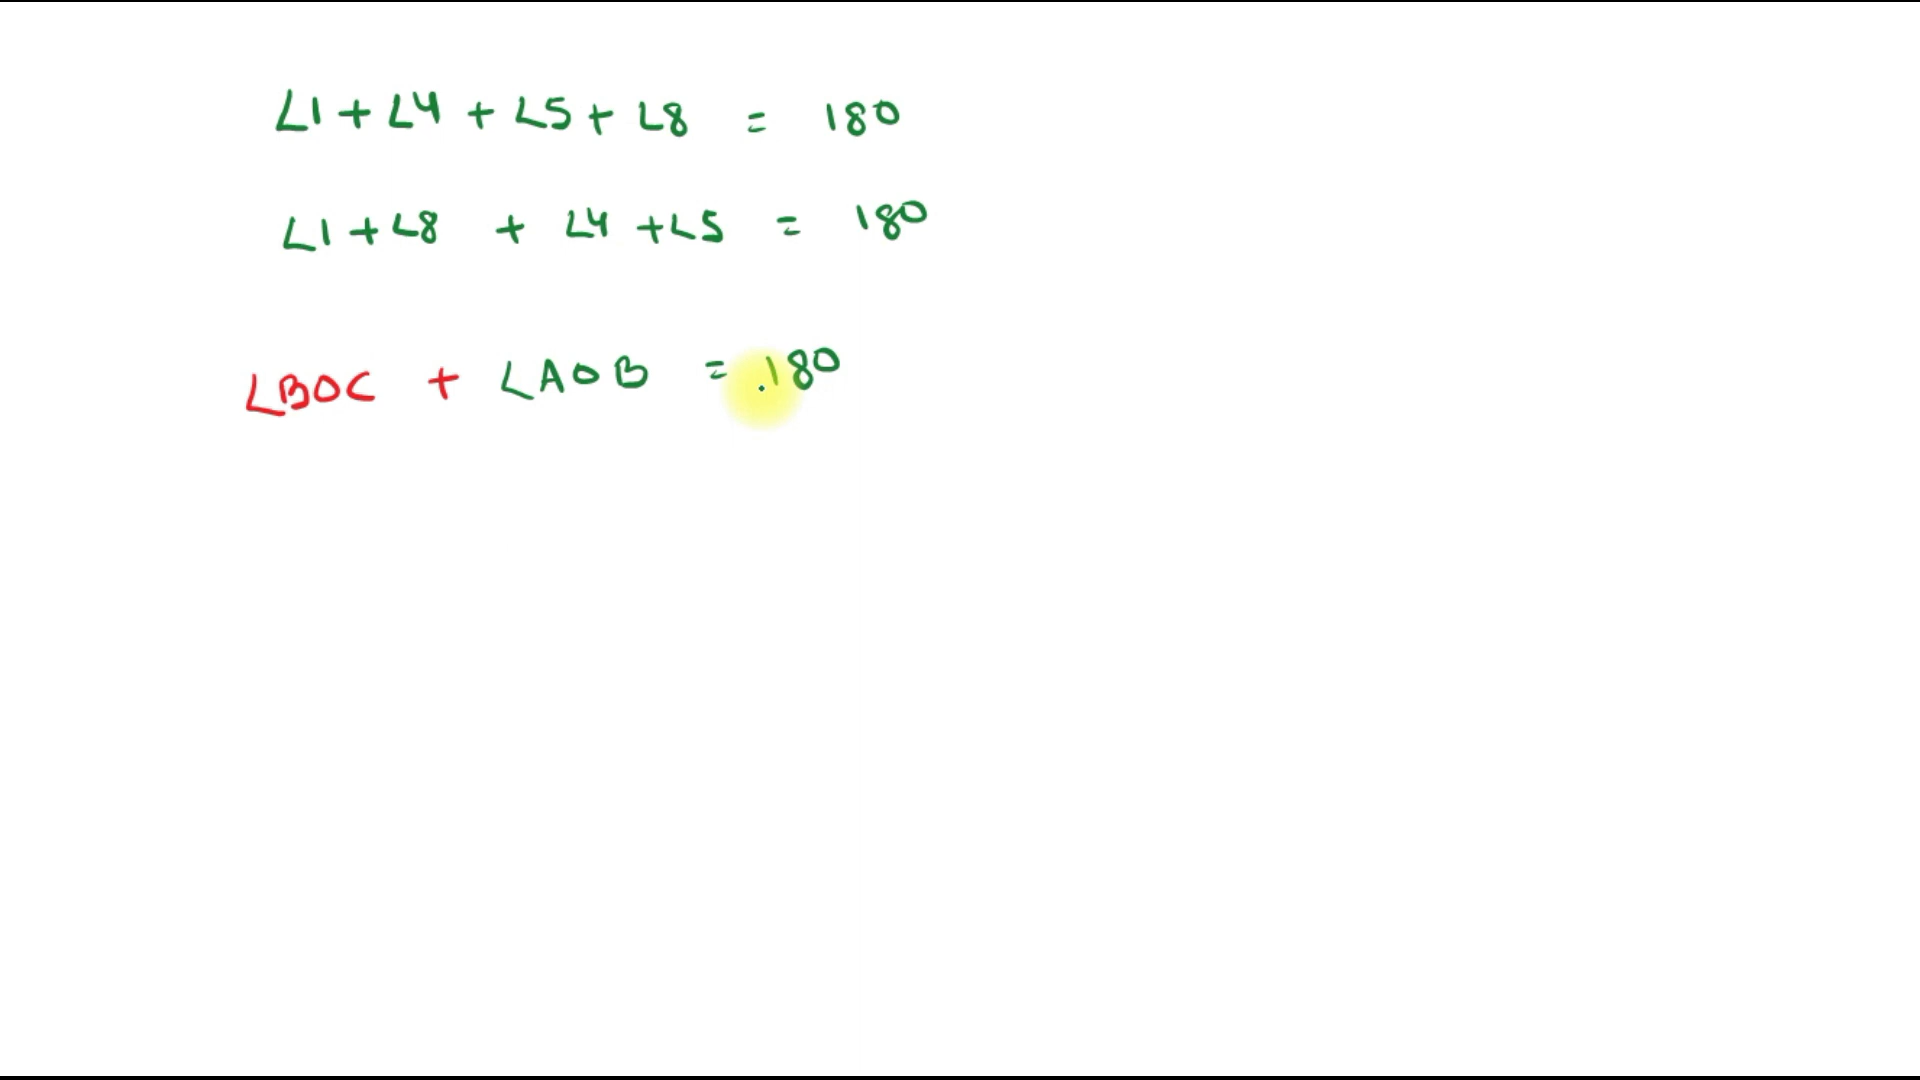 ∠1 + ∠4 + ∠5 + ∠8 = 180
∠1 + ∠8 + ∠4 + ∠5 = 180
∠BOC + ∠AOB = 180